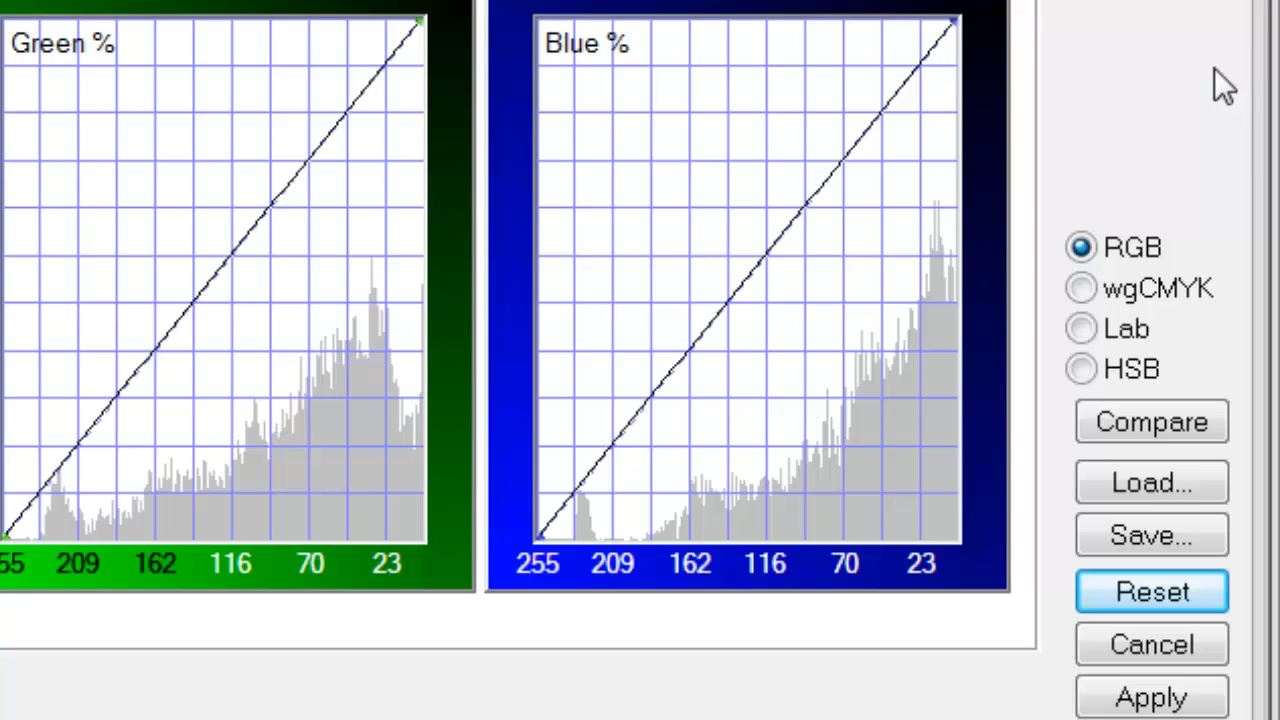 Green %
Blue %
RGB
wgCMYK
Lab
HSB
Compare
Load...
Save...
Reset
Cancel
Apply
55 209 162 116 70 23
255 209 162 116 70 23